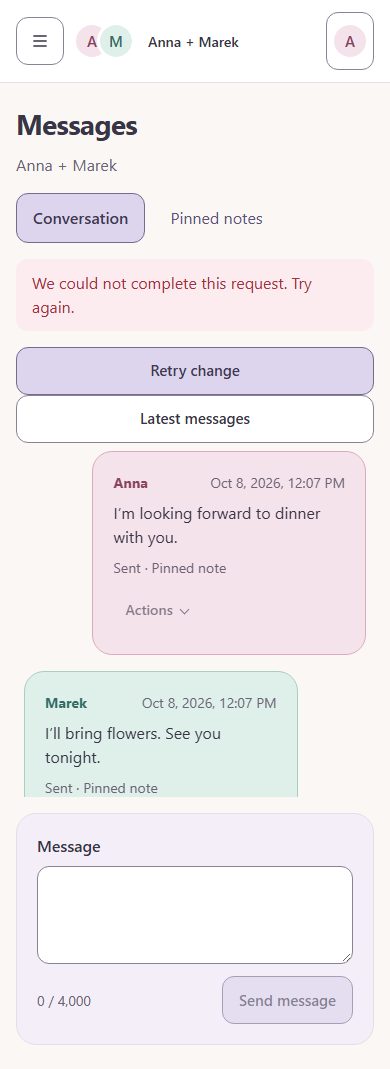 ☰ A M Anna + Marek A
Messages
Anna + Marek
Conversation Pinned notes
We could not complete this request. Try
again.
Retry change
Latest messages
Anna Oct 8, 2026, 12:07 PM
I'm looking forward to dinner
with you.
Sent · Pinned note
Actions
Marek Oct 8, 2026, 12:07 PM
I'll bring flowers. See you
tonight.
Sent · Pinned note
Message
0 / 4,000 Send message